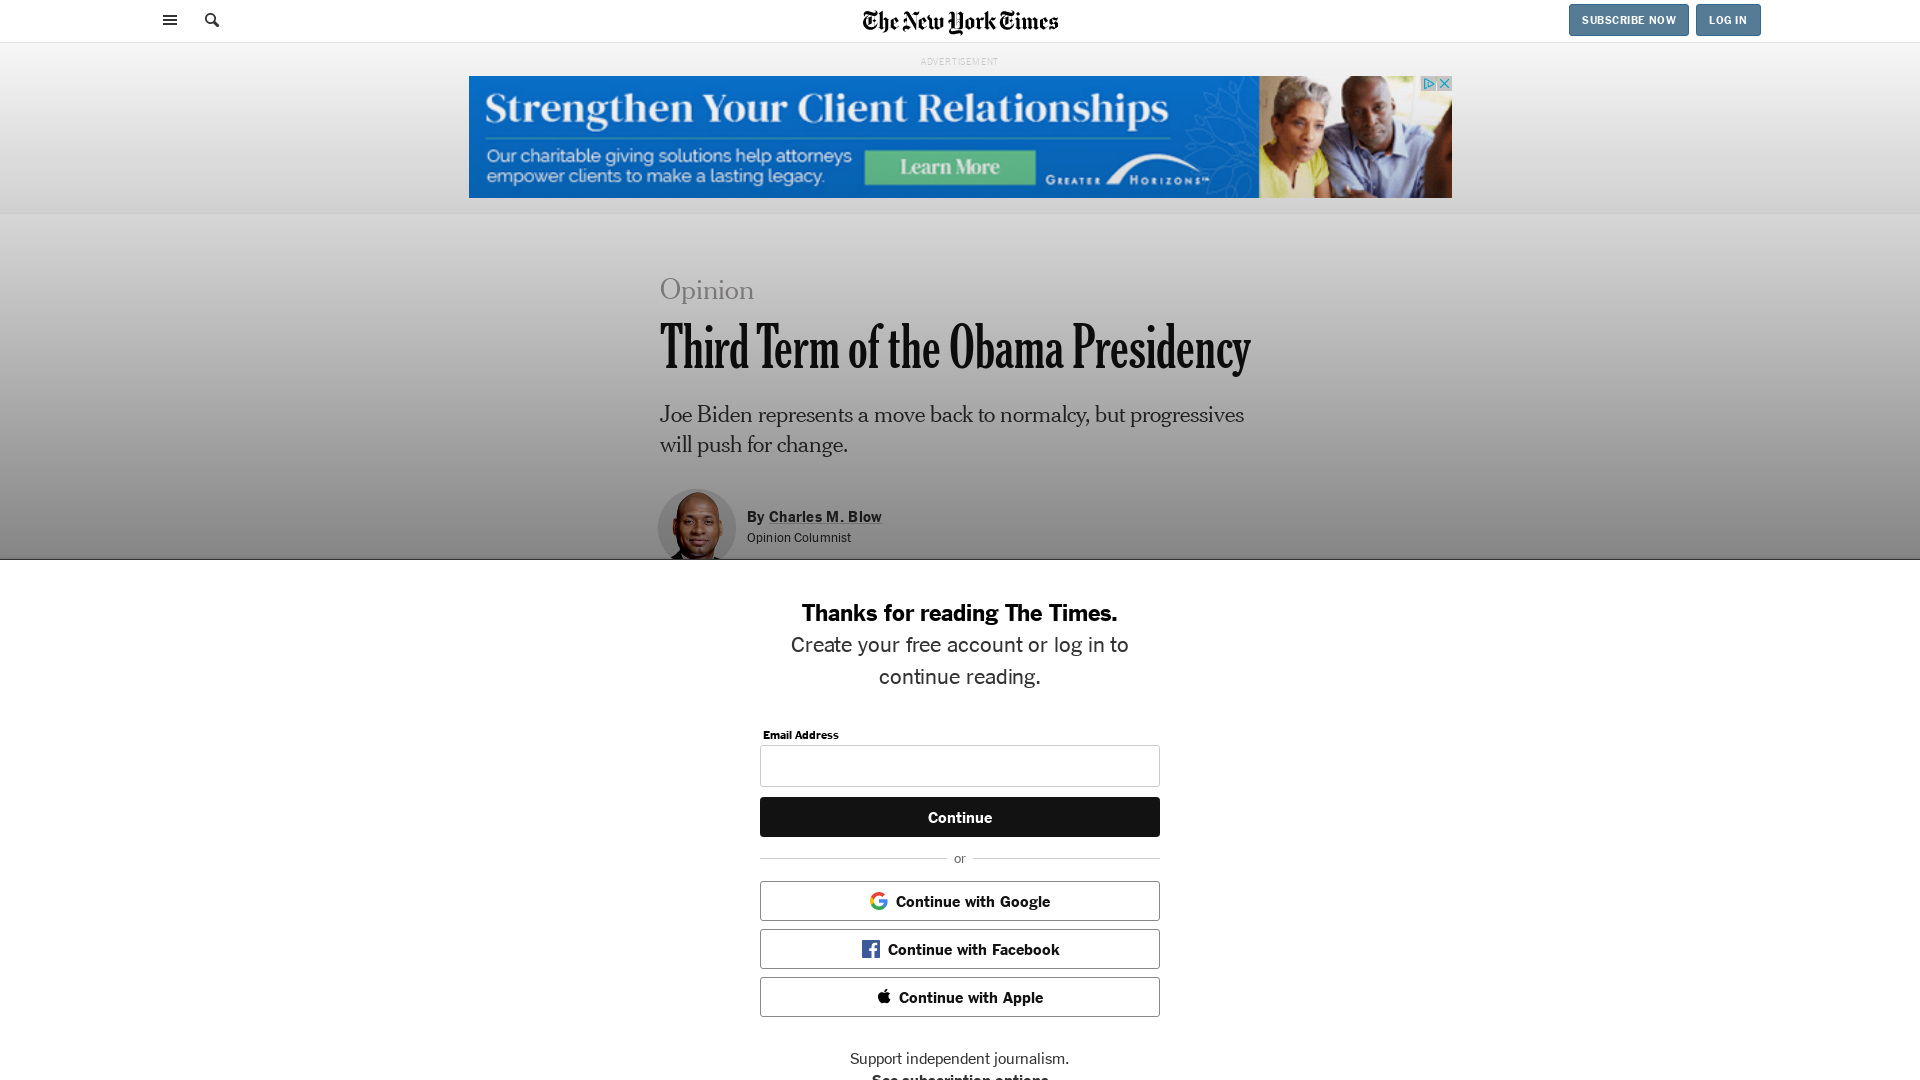 The New York Times
SUBSCRIBE NOW
LOG IN
ADVERTISEMENT
Strengthen Your Client Relationships
Our charitable giving solutions help attorneys
empower clients to make a lasting legacy.
Learn More
GREATER HORIZONS℠
Opinion
Third Term of the Obama Presidency
Joe Biden represents a move back to normalcy, but progressives
will push for change.
By Charles M. Blow
Opinion Columnist
Thanks for reading The Times.
Create your free account or log in to
continue reading.
Email Address
Continue
or
Continue with Google
Continue with Facebook
Continue with Apple
Support independent journalism.
See subscription options